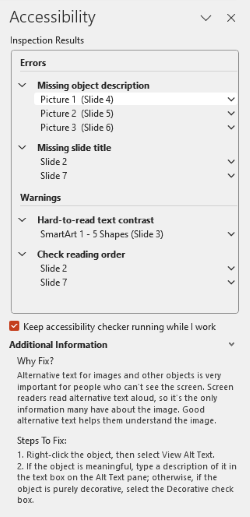 Accessibility
Inspection Results
Errors
Missing object description
Picture 1 (Slide 4)
Picture 2 (Slide 5)
Picture 3 (Slide 6)
Missing slide title
Slide 2
Slide 7
Warnings
Hard-to-read text contrast
SmartArt 1 - 5 Shapes (Slide 3)
Check reading order
Slide 2
Slide 7
Keep accessibility checker running while I work
Additional Information
Why Fix?
Alternative text for images and other objects is very
important for people who can't see the screen. Screen
readers read alternative text aloud, so it's the only
information many have about the image. Good
alternative text helps them understand the image.
Steps To Fix:
1. Right-click the object, then select View Alt Text.
2. If the object is meaningful, type a description of it in
the text box on the Alt Text pane; otherwise, if the
object is purely decorative, select the Decorative check
box.